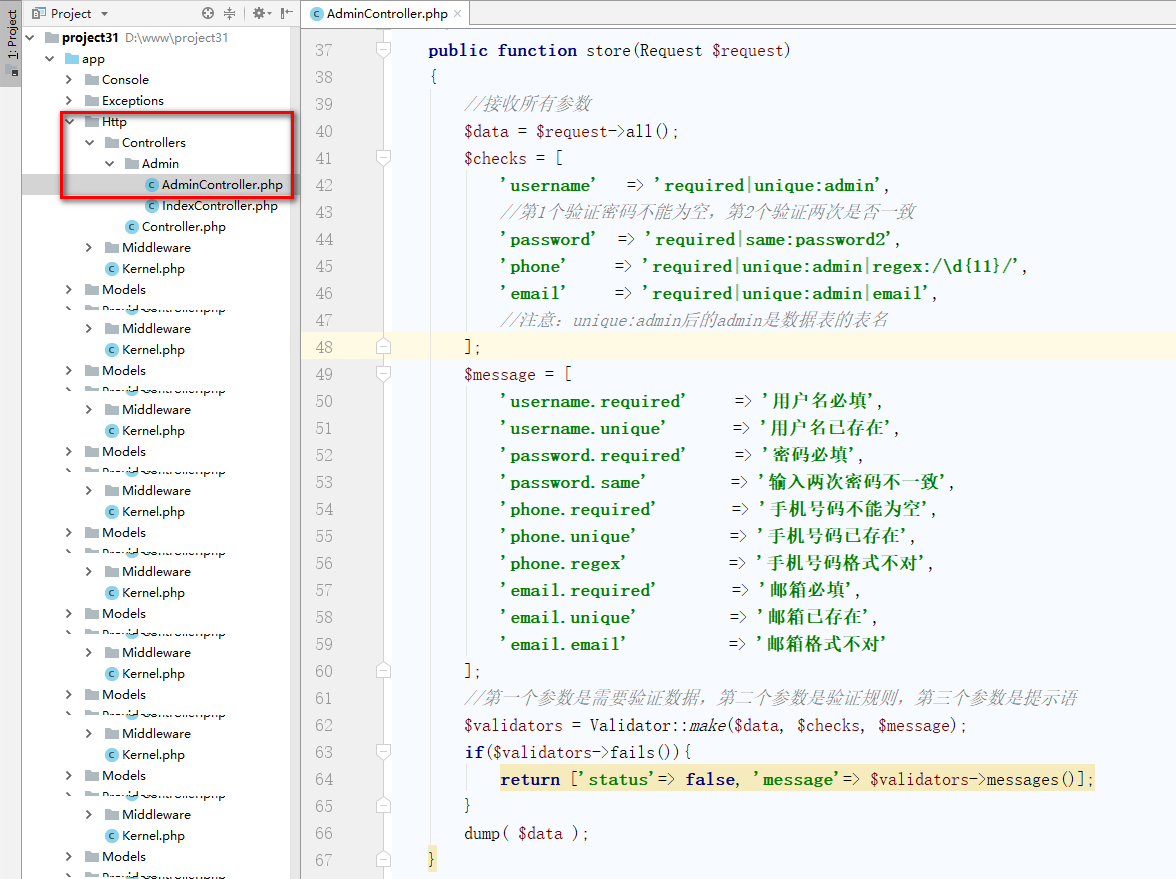 1: Project
Project
project31 D:\www\project31
app
Console
Exceptions
Http
Controllers
Admin
AdminController.php
IndexController.php
Controller.php
Middleware
Kernel.php
Models
Middleware
Kernel.php
Models
Middleware
Kernel.php
Models
Middleware
Kernel.php
Models
Middleware
Kernel.php
Models
Middleware
Kernel.php
Models
Middleware
Kernel.php
Models
Middleware
Kernel.php
Models
AdminController.php
37 public function store(Request $request)
38 {
39 //接收所有参数
40 $data = $request->all();
41 $checks = [
42 'username' => 'required|unique:admin',
43 //第1个验证密码不能为空，第2个验证两次是否一致
44 'password' => 'required|same:password2',
45 'phone' => 'required|unique:admin|regex:/\d{11}/',
46 'email' => 'required|unique:admin|email',
47 //注意：unique:admin后的admin是数据表的表名
48 ];
49 $message = [
50 'username.required' => '用户名必填',
51 'username.unique' => '用户名已存在',
52 'password.required' => '密码必填',
53 'password.same' => '输入两次密码不一致',
54 'phone.required' => '手机号码不能为空',
55 'phone.unique' => '手机号码已存在',
56 'phone.regex' => '手机号码格式不对',
57 'email.required' => '邮箱必填',
58 'email.unique' => '邮箱已存在',
59 'email.email' => '邮箱格式不对'
60 ];
61 //第一个参数是需要验证数据，第二个参数是验证规则，第三个参数是提示语
62 $validators = Validator::make($data, $checks, $message);
63 if($validators->fails()){
64 return ['status'=> false, 'message'=> $validators->messages()];
65 }
66 dump( $data );
67 }